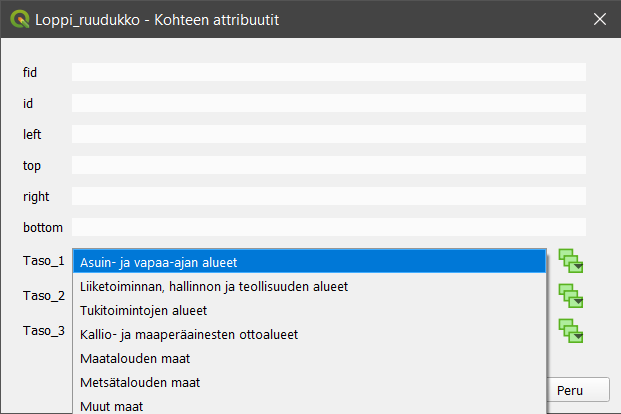 Loppi_ruudukko - Kohteen attribuutit
fid
id
left
top
right
bottom
Taso_1
Asuin- ja vapaa-ajan alueet
Liiketoiminnan, hallinnon ja teollisuuden alueet
Taso_2
Tukitoimintojen alueet
Taso_3
Kallio- ja maaperäainesten ottoalueet
Maatalouden maat
Metsätalouden maat
Muut maat
Peru